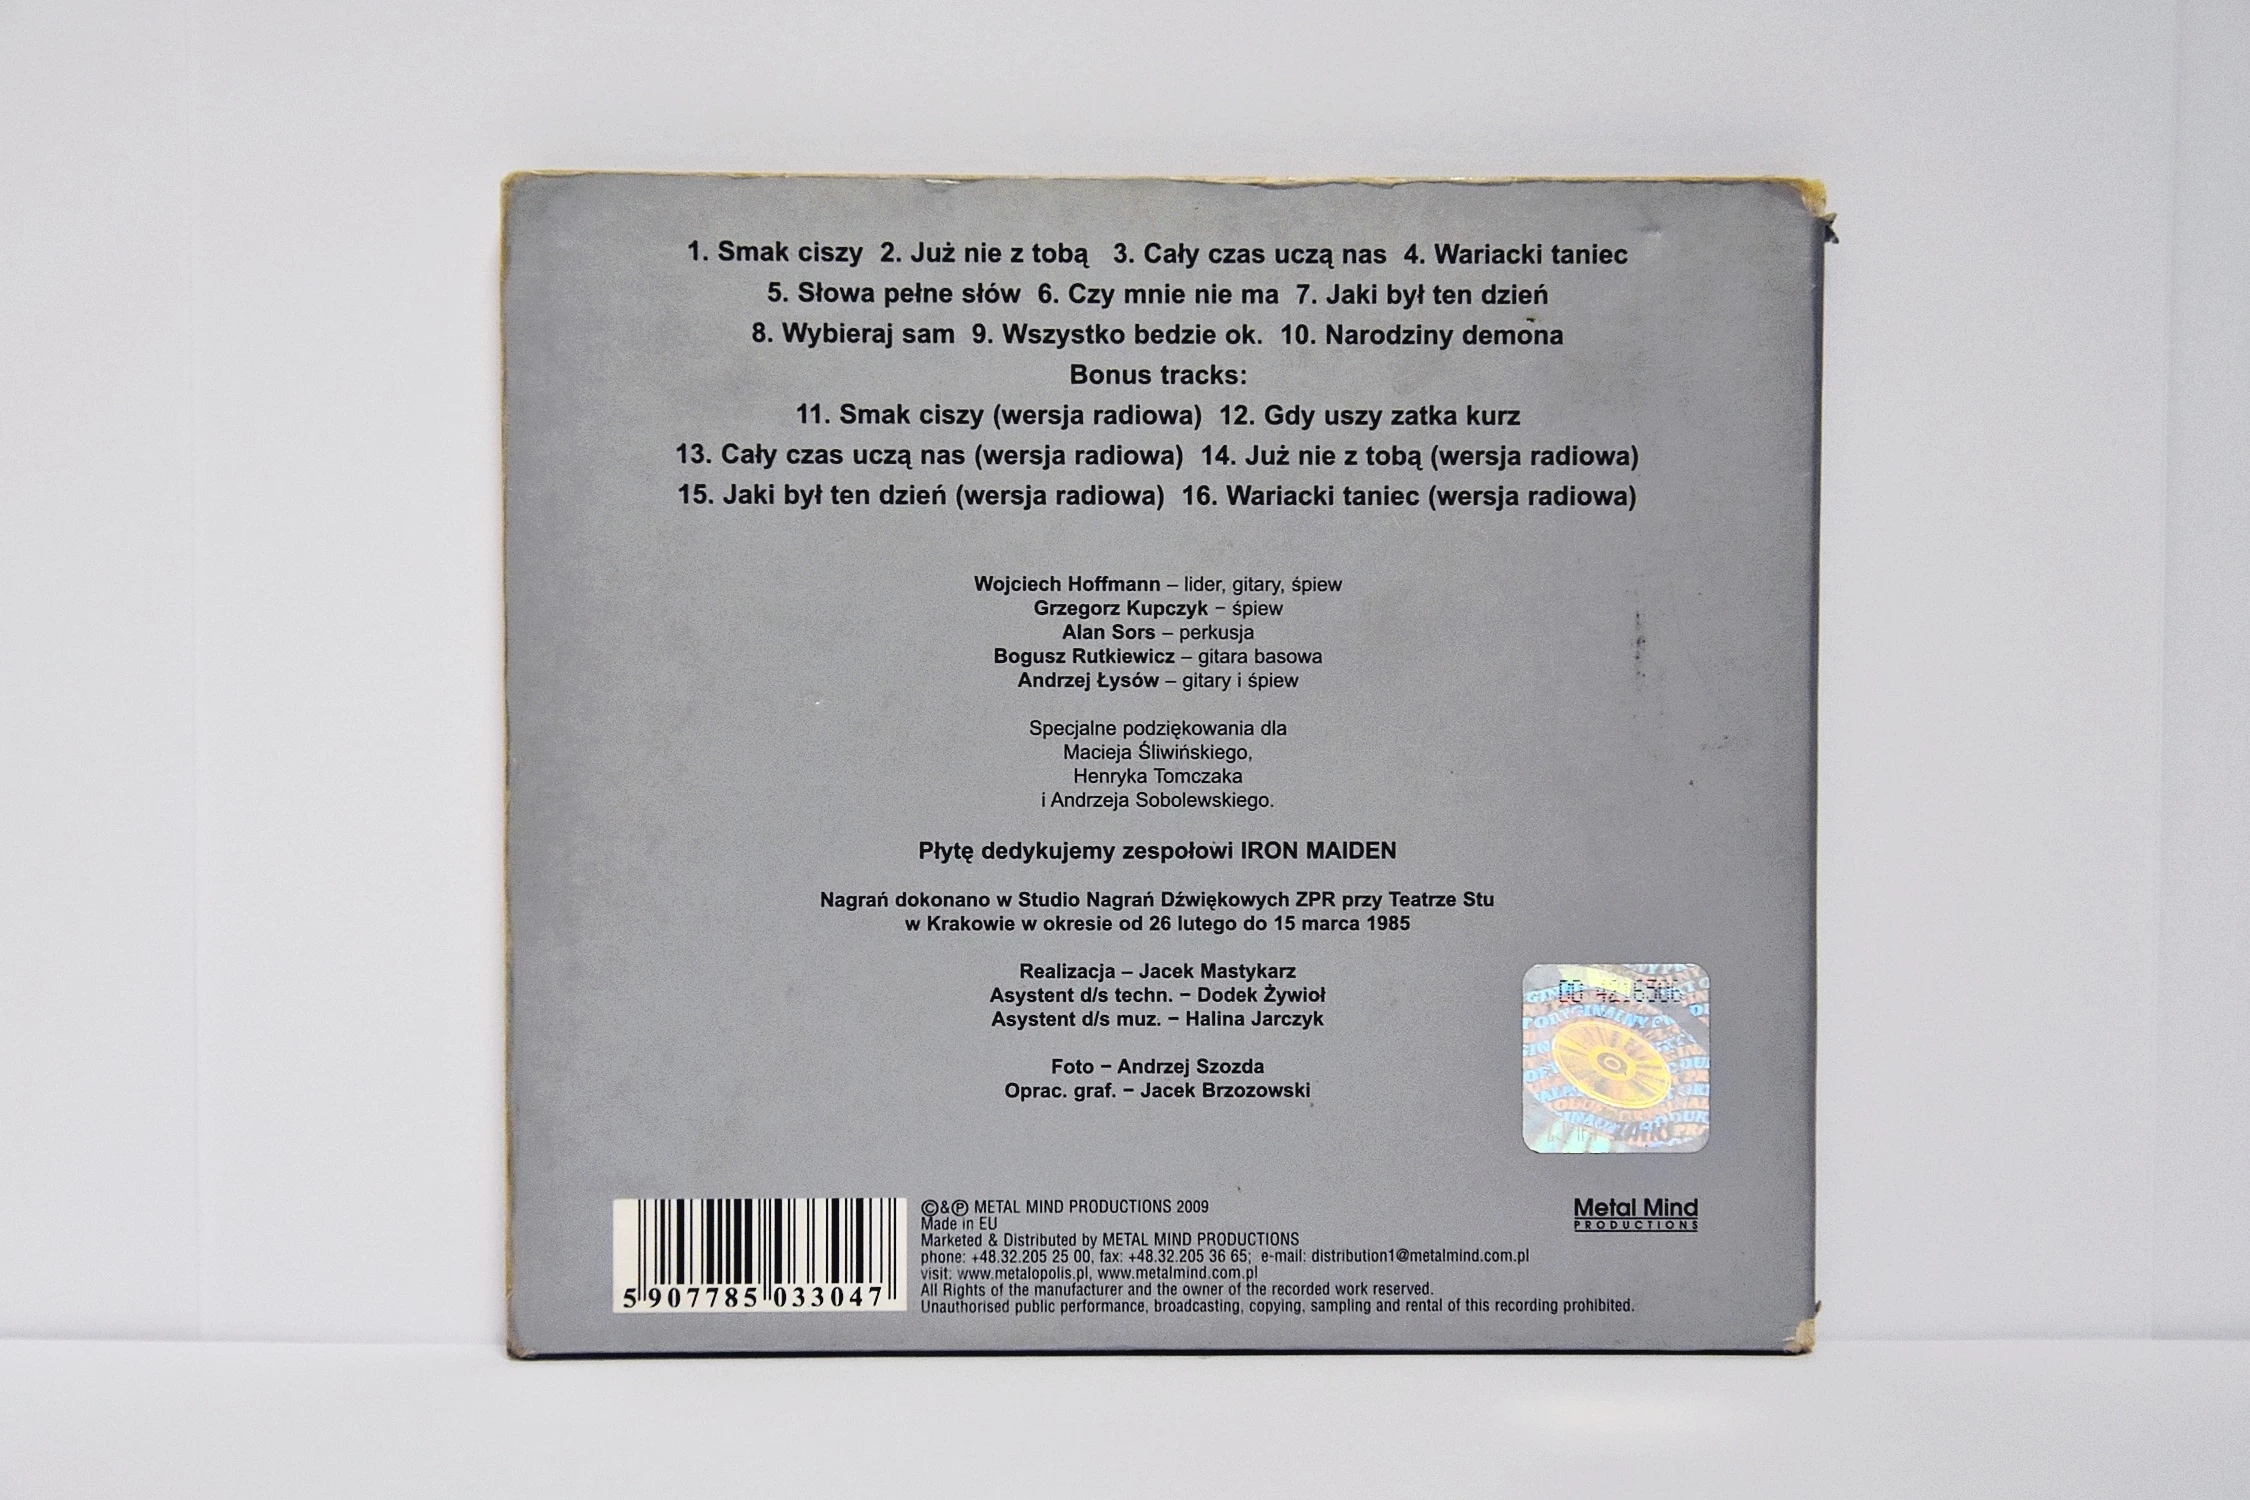 1. Smak ciszy 2. Już nie z tobą 3. Cały czas uczą nas 4. Wariacki taniec
5. Słowa pełne słów 6. Czy mnie nie ma 7. Jaki był ten dzień
8. Wybieraj sam 9. Wszystko bedzie ok. 10. Narodziny demona
Bonus tracks:
11. Smak ciszy (wersja radiowa) 12. Gdy uszy zatka kurz
13. Cały czas uczą nas (wersja radiowa) 14. Już nie z tobą (wersja radiowa)
15. Jaki był ten dzień (wersja radiowa) 16. Wariacki taniec (wersja radiowa)
Wojciech Hoffmann – lider, gitary, śpiew
Grzegorz Kupczyk – śpiew
Alan Sors – perkusja
Bogusz Rutkiewicz – gitara basowa
Andrzej Łysów – gitary i śpiew
Specjalne podziękowania dla
Macieja Śliwińskiego,
Henryka Tomczaka
i Andrzeja Sobolewskiego.
Płytę dedykujemy zespołowi IRON MAIDEN
Nagrań dokonano w Studio Nagrań Dźwiękowych ZPR przy Teatrze Stu
w Krakowie w okresie od 26 lutego do 15 marca 1985
Realizacja – Jacek Mastykarz
Asystent d/s techn. – Dodek Żywioł
Asystent d/s muz. – Halina Jarczyk
Foto – Andrzej Szozda
Oprac. graf. – Jacek Brzozowski
5 907785 033047
©&℗ METAL MIND PRODUCTIONS 2009
Made in EU
Marketed & Distributed by METAL MIND PRODUCTIONS
phone: +48.32.205 25 00, fax: +48.32.205 36 65; e-mail: distribution1@metalmind.com.pl
visit: www.metalopolis.pl, www.metalmind.com.pl
All Rights of the manufacturer and the owner of the recorded work reserved.
Unauthorised public performance, broadcasting, copying, sampling and rental of this recording prohibited.
Metal Mind
PRODUCTIONS